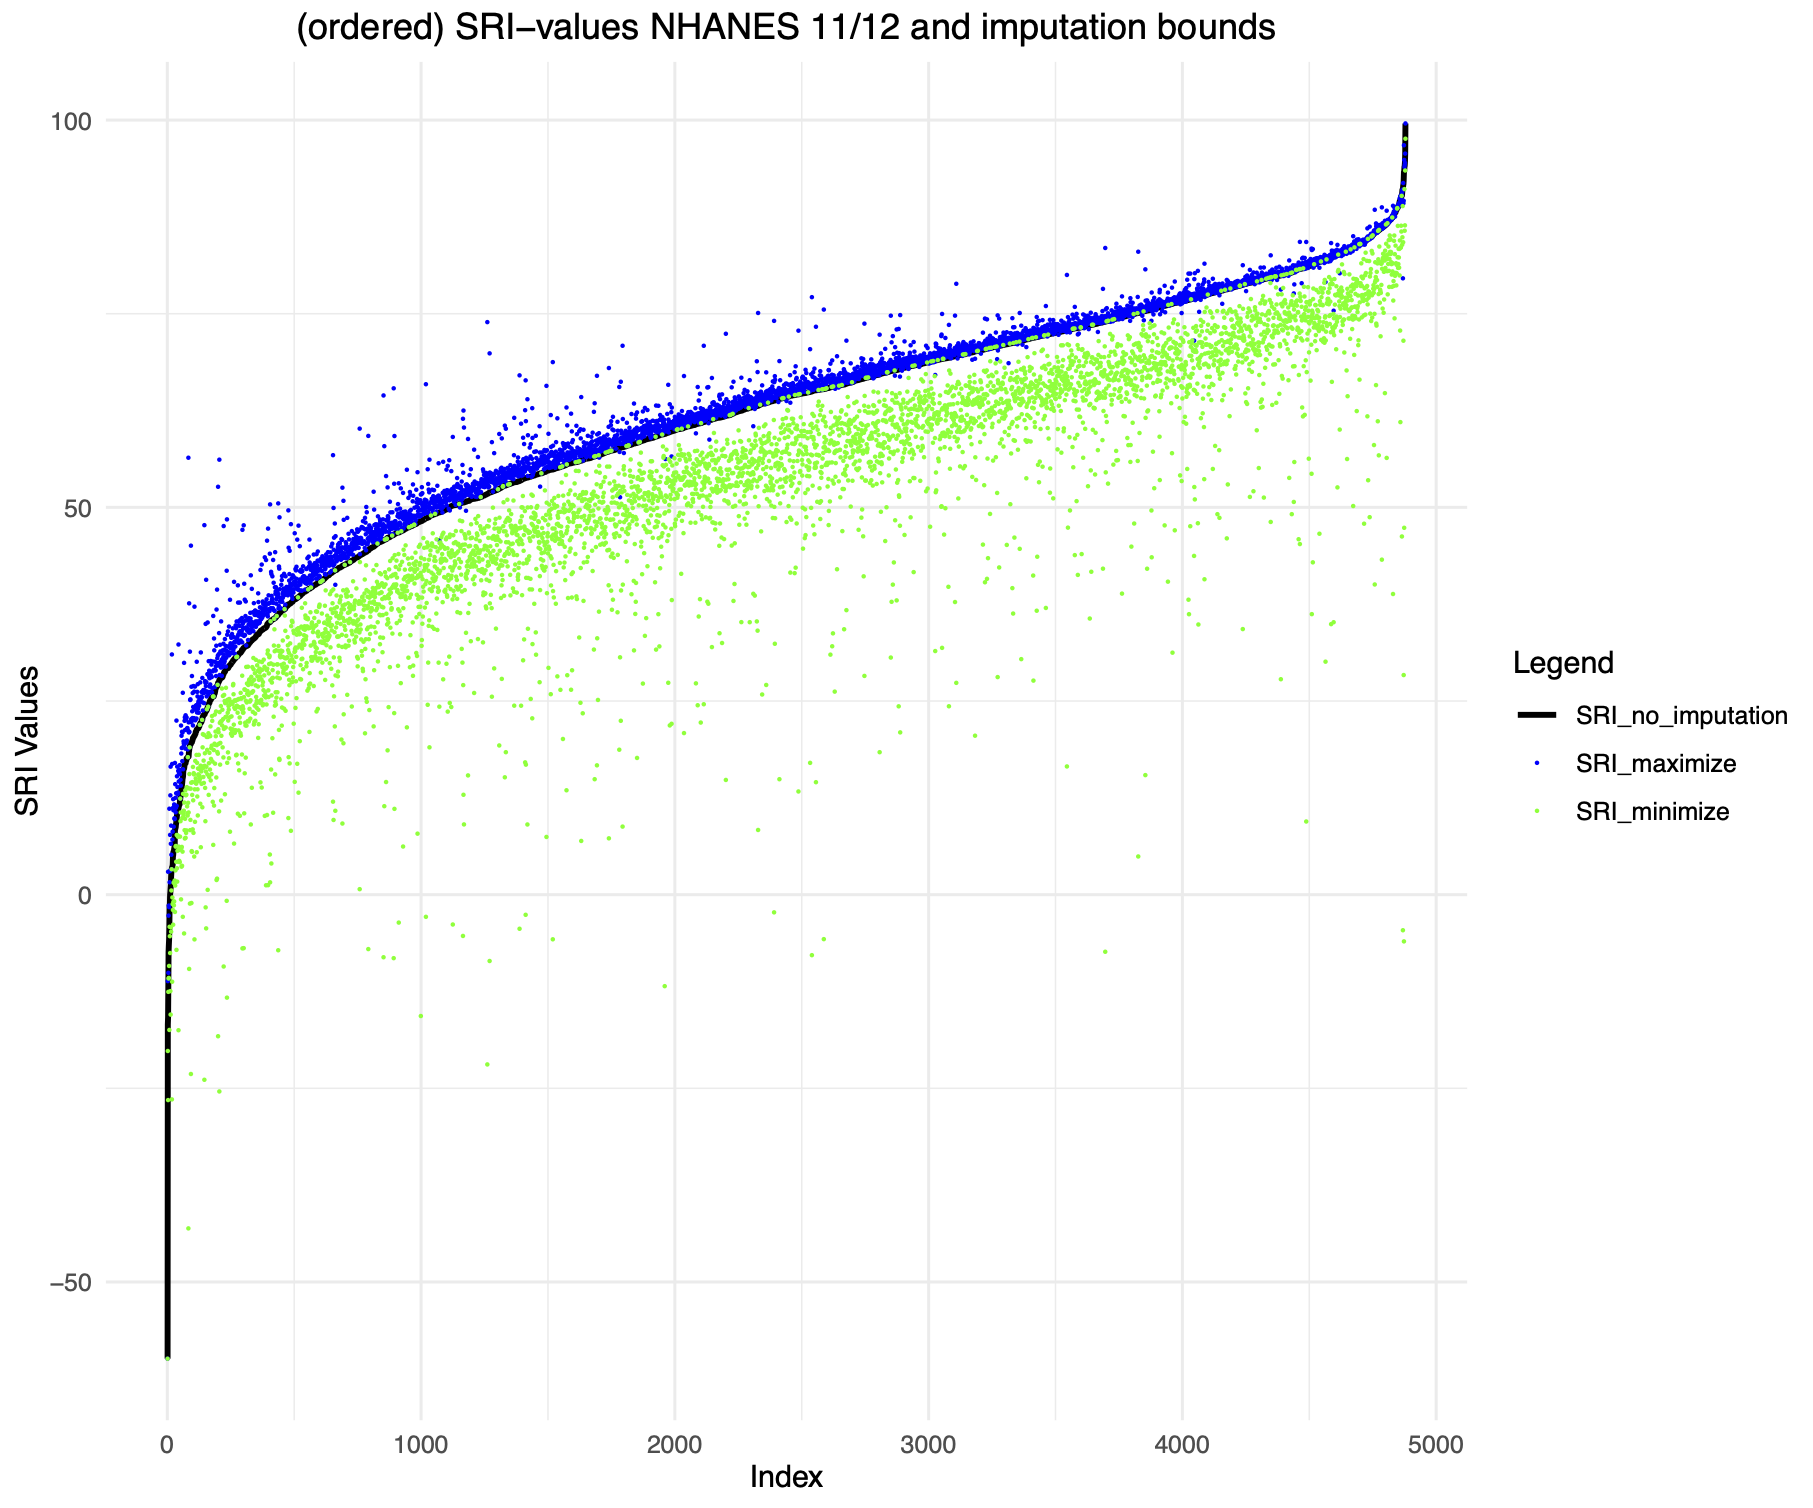 (ordered) SRI−values NHANES 11/12 and imputation bounds
100
50
0
−50
SRI Values
0 1000 2000 3000 4000 5000
Index
Legend
SRI_no_imputation
SRI_maximize
SRI_minimize